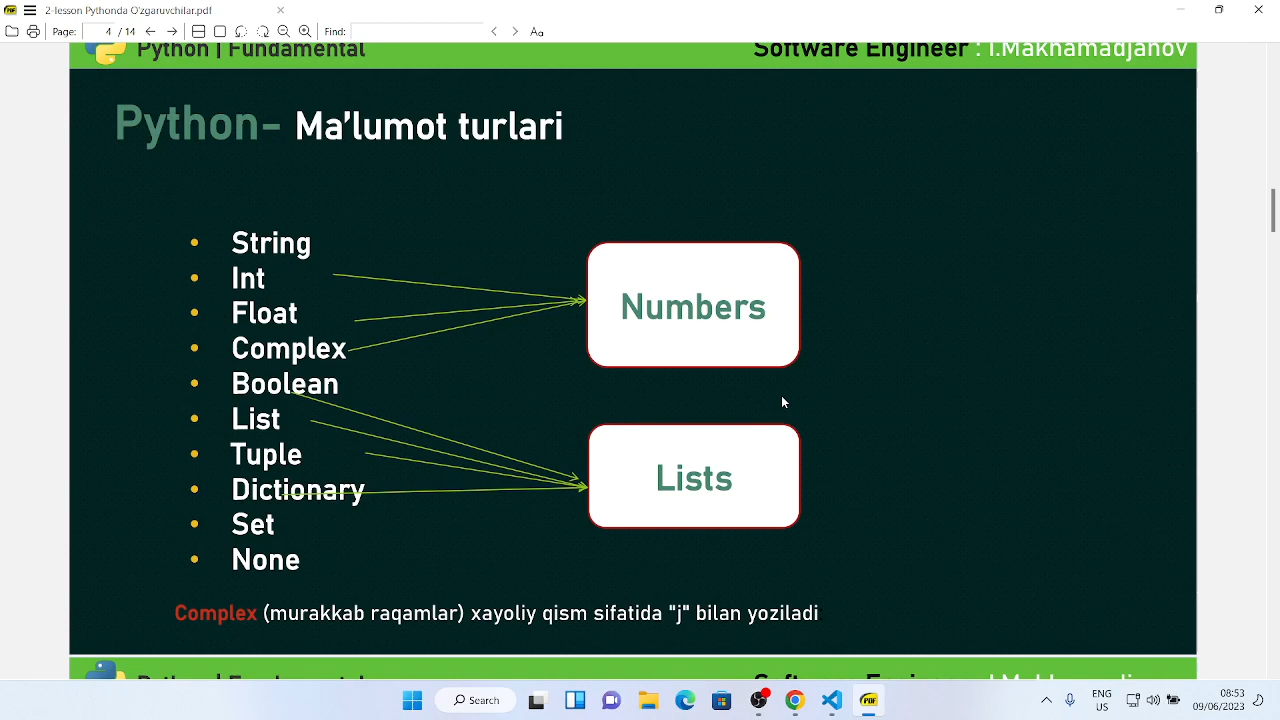 2-lesson Pythonda O'zgaruvchilar.pdf
Page: 4 / 14 Find: Aa
Python | Fundamental Software Engineer : I.Makhamadjanov
Python- Ma’lumot turlari
String
Int
Float
Complex
Boolean
List
Tuple
Dictionary
Set
None
Numbers
Lists
Complex (murakkab raqamlar) xayoliy qism sifatida "j" bilan yoziladi
Search
PDF
ENG
US
08:53
09/06/2023